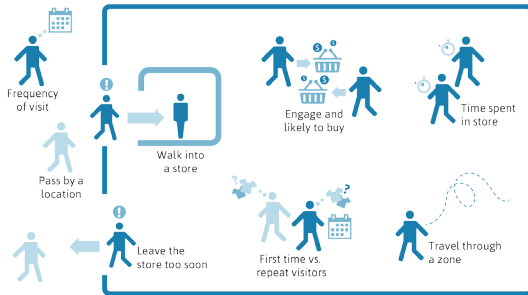 Frequency
of visit
Pass by a
location
Walk into
a store
Leave the
store too soon
Engage and
likely to buy
Time spent
in store
First time vs.
repeat visitors
Travel through
a zone